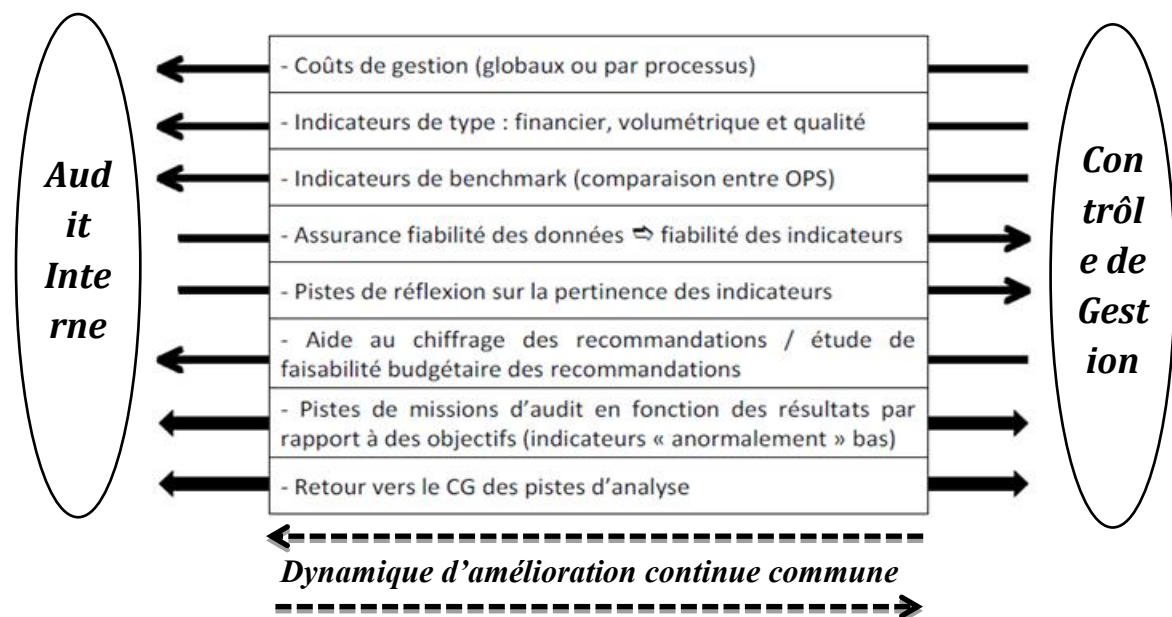 Aud
it
Inte
rne
- Coûts de gestion (globaux ou par processus)
- Indicateurs de type : financier, volumétrique et qualité
- Indicateurs de benchmark (comparaison entre OPS)
- Assurance fiabilité des données ⇨ fiabilité des indicateurs
- Pistes de réflexion sur la pertinence des indicateurs
- Aide au chiffrage des recommandations / étude de
faisabilité budgétaire des recommandations
- Pistes de missions d’audit en fonction des résultats par
rapport à des objectifs (indicateurs « anormalement » bas)
- Retour vers le CG des pistes d’analyse
Con
trôl
e de
Gest
ion
Dynamique d’amélioration continue commune